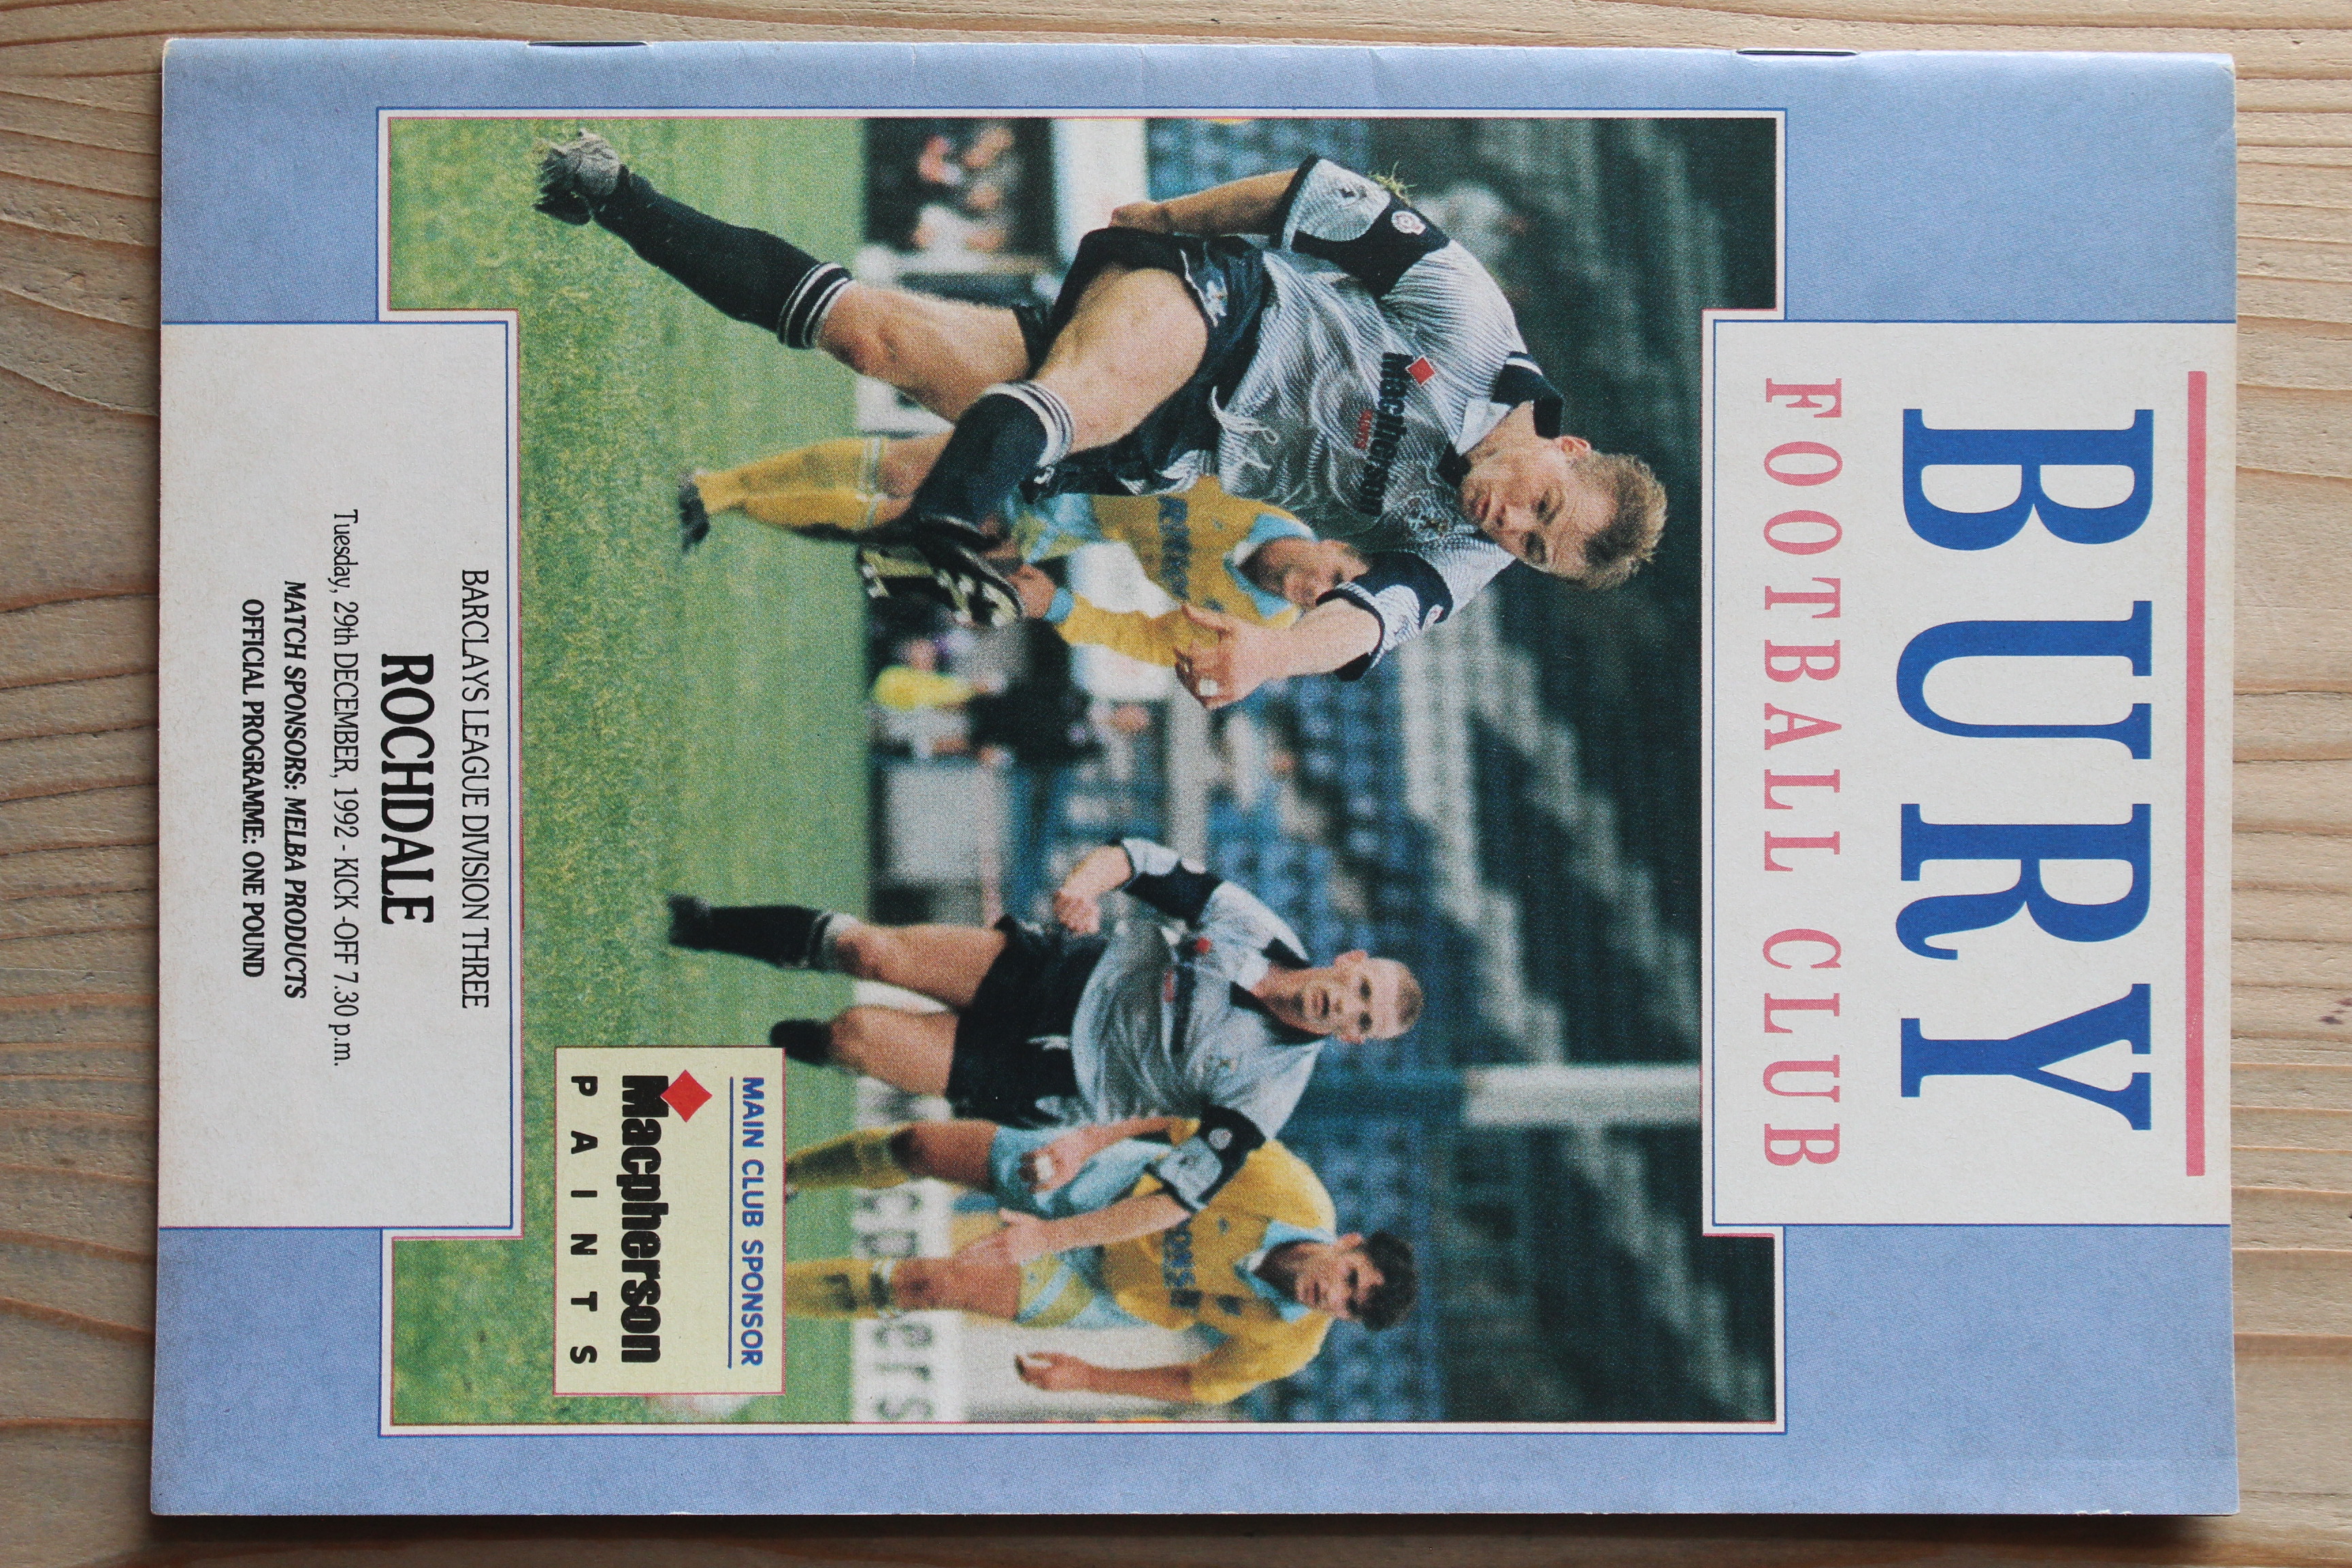 BURY
FOOTBALL CLUB
Macpherson
MAIN CLUB SPONSOR
Macpherson
PAINTS
BARCLAYS LEAGUE DIVISION THREE
ROCHDALE
Tuesday, 29th DECEMBER, 1992 - KICK -OFF 7.30 p.m.
MATCH SPONSORS: MELBA PRODUCTS
OFFICIAL PROGRAMME: ONE POUND